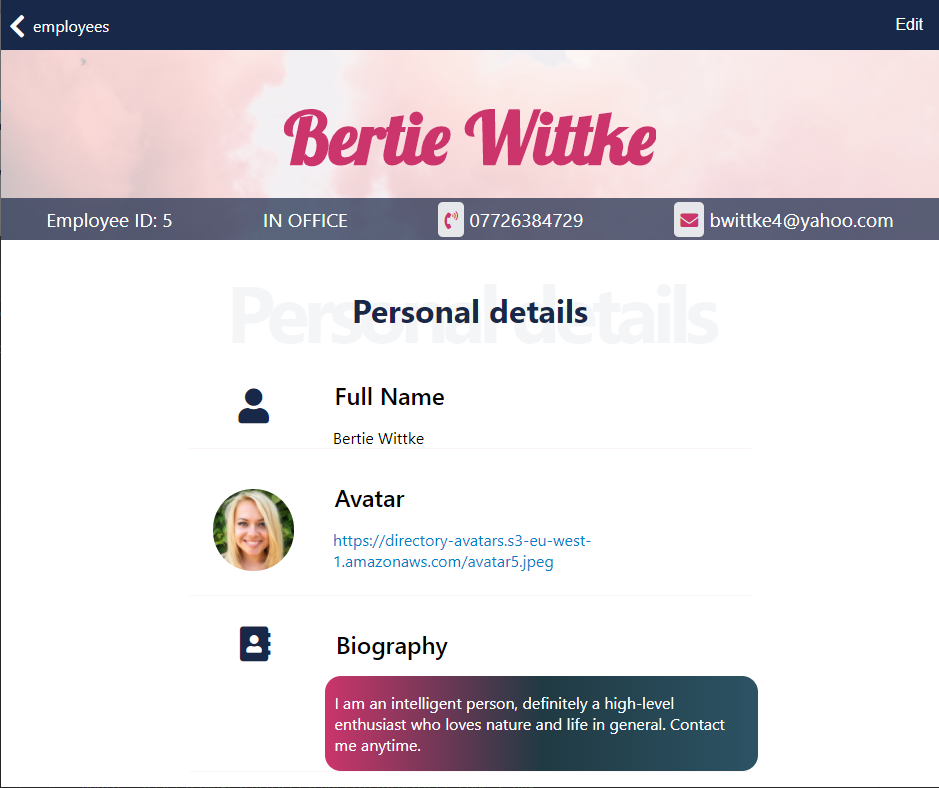 employees
Edit
Bertie Wittke
Employee ID: 5
IN OFFICE
07726384729
bwittke4@yahoo.com
Personal details
Personal details
Full Name
Bertie Wittke
Avatar
https://directory-avatars.s3-eu-west-
1.amazonaws.com/avatar5.jpeg
Biography
I am an intelligent person, definitely a high-level
enthusiast who loves nature and life in general. Contact
me anytime.